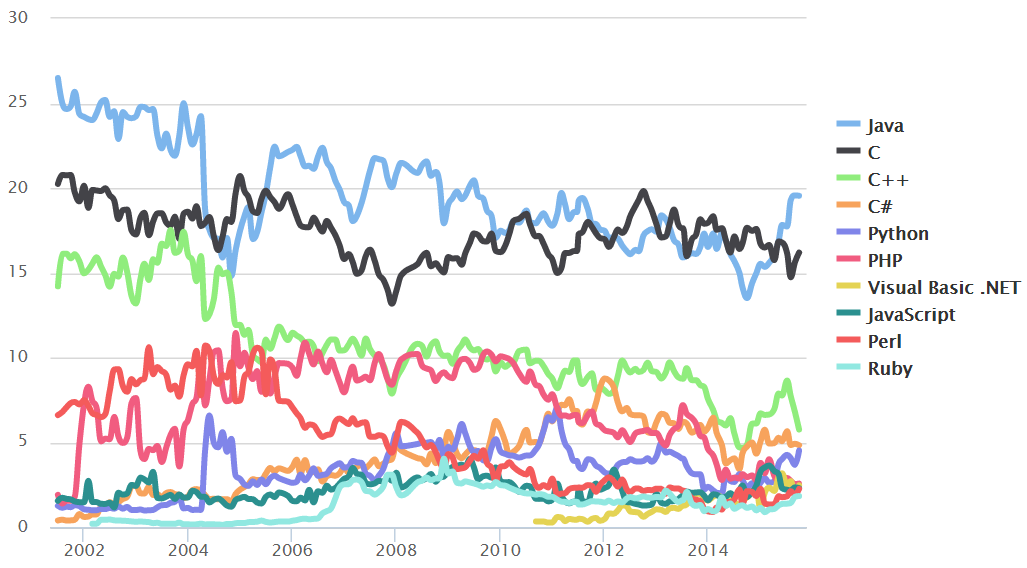 30
25
20
15
10
5
0
2002 2004 2006 2008 2010 2012 2014
Java
C
C++
C#
Python
PHP
Visual Basic .NET
JavaScript
Perl
Ruby